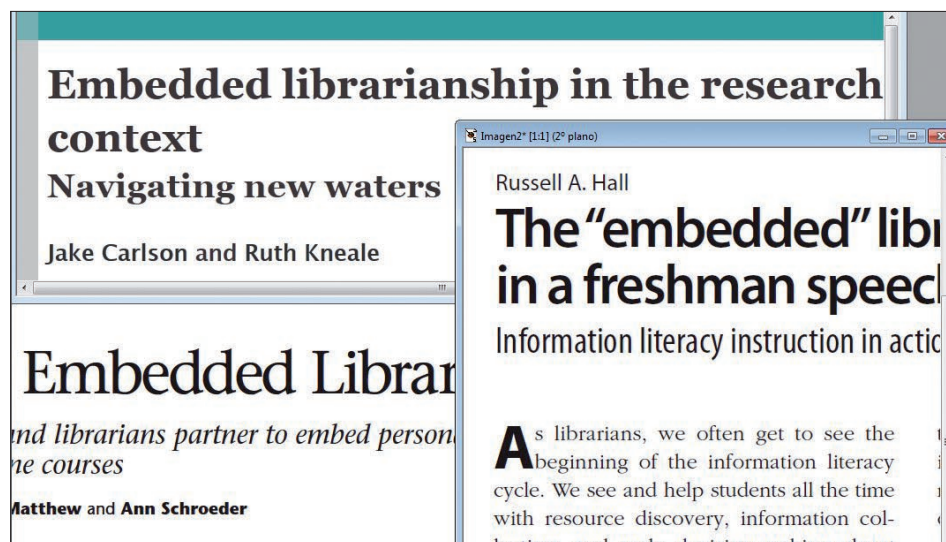 Embedded librarianship in the research
context
Navigating new waters
Jake Carlson and Ruth Kneale
Imagen2* [1:1] (2º plano)
Russell A. Hall
The “embedded” libr
in a freshman speec
Information literacy instruction in actio
As librarians, we often get to see the
beginning of the information literacy
cycle. We see and help students all the time
with resource discovery, information col-
Embedded Librar
and librarians partner to embed person
ne courses
Matthew and Ann Schroeder